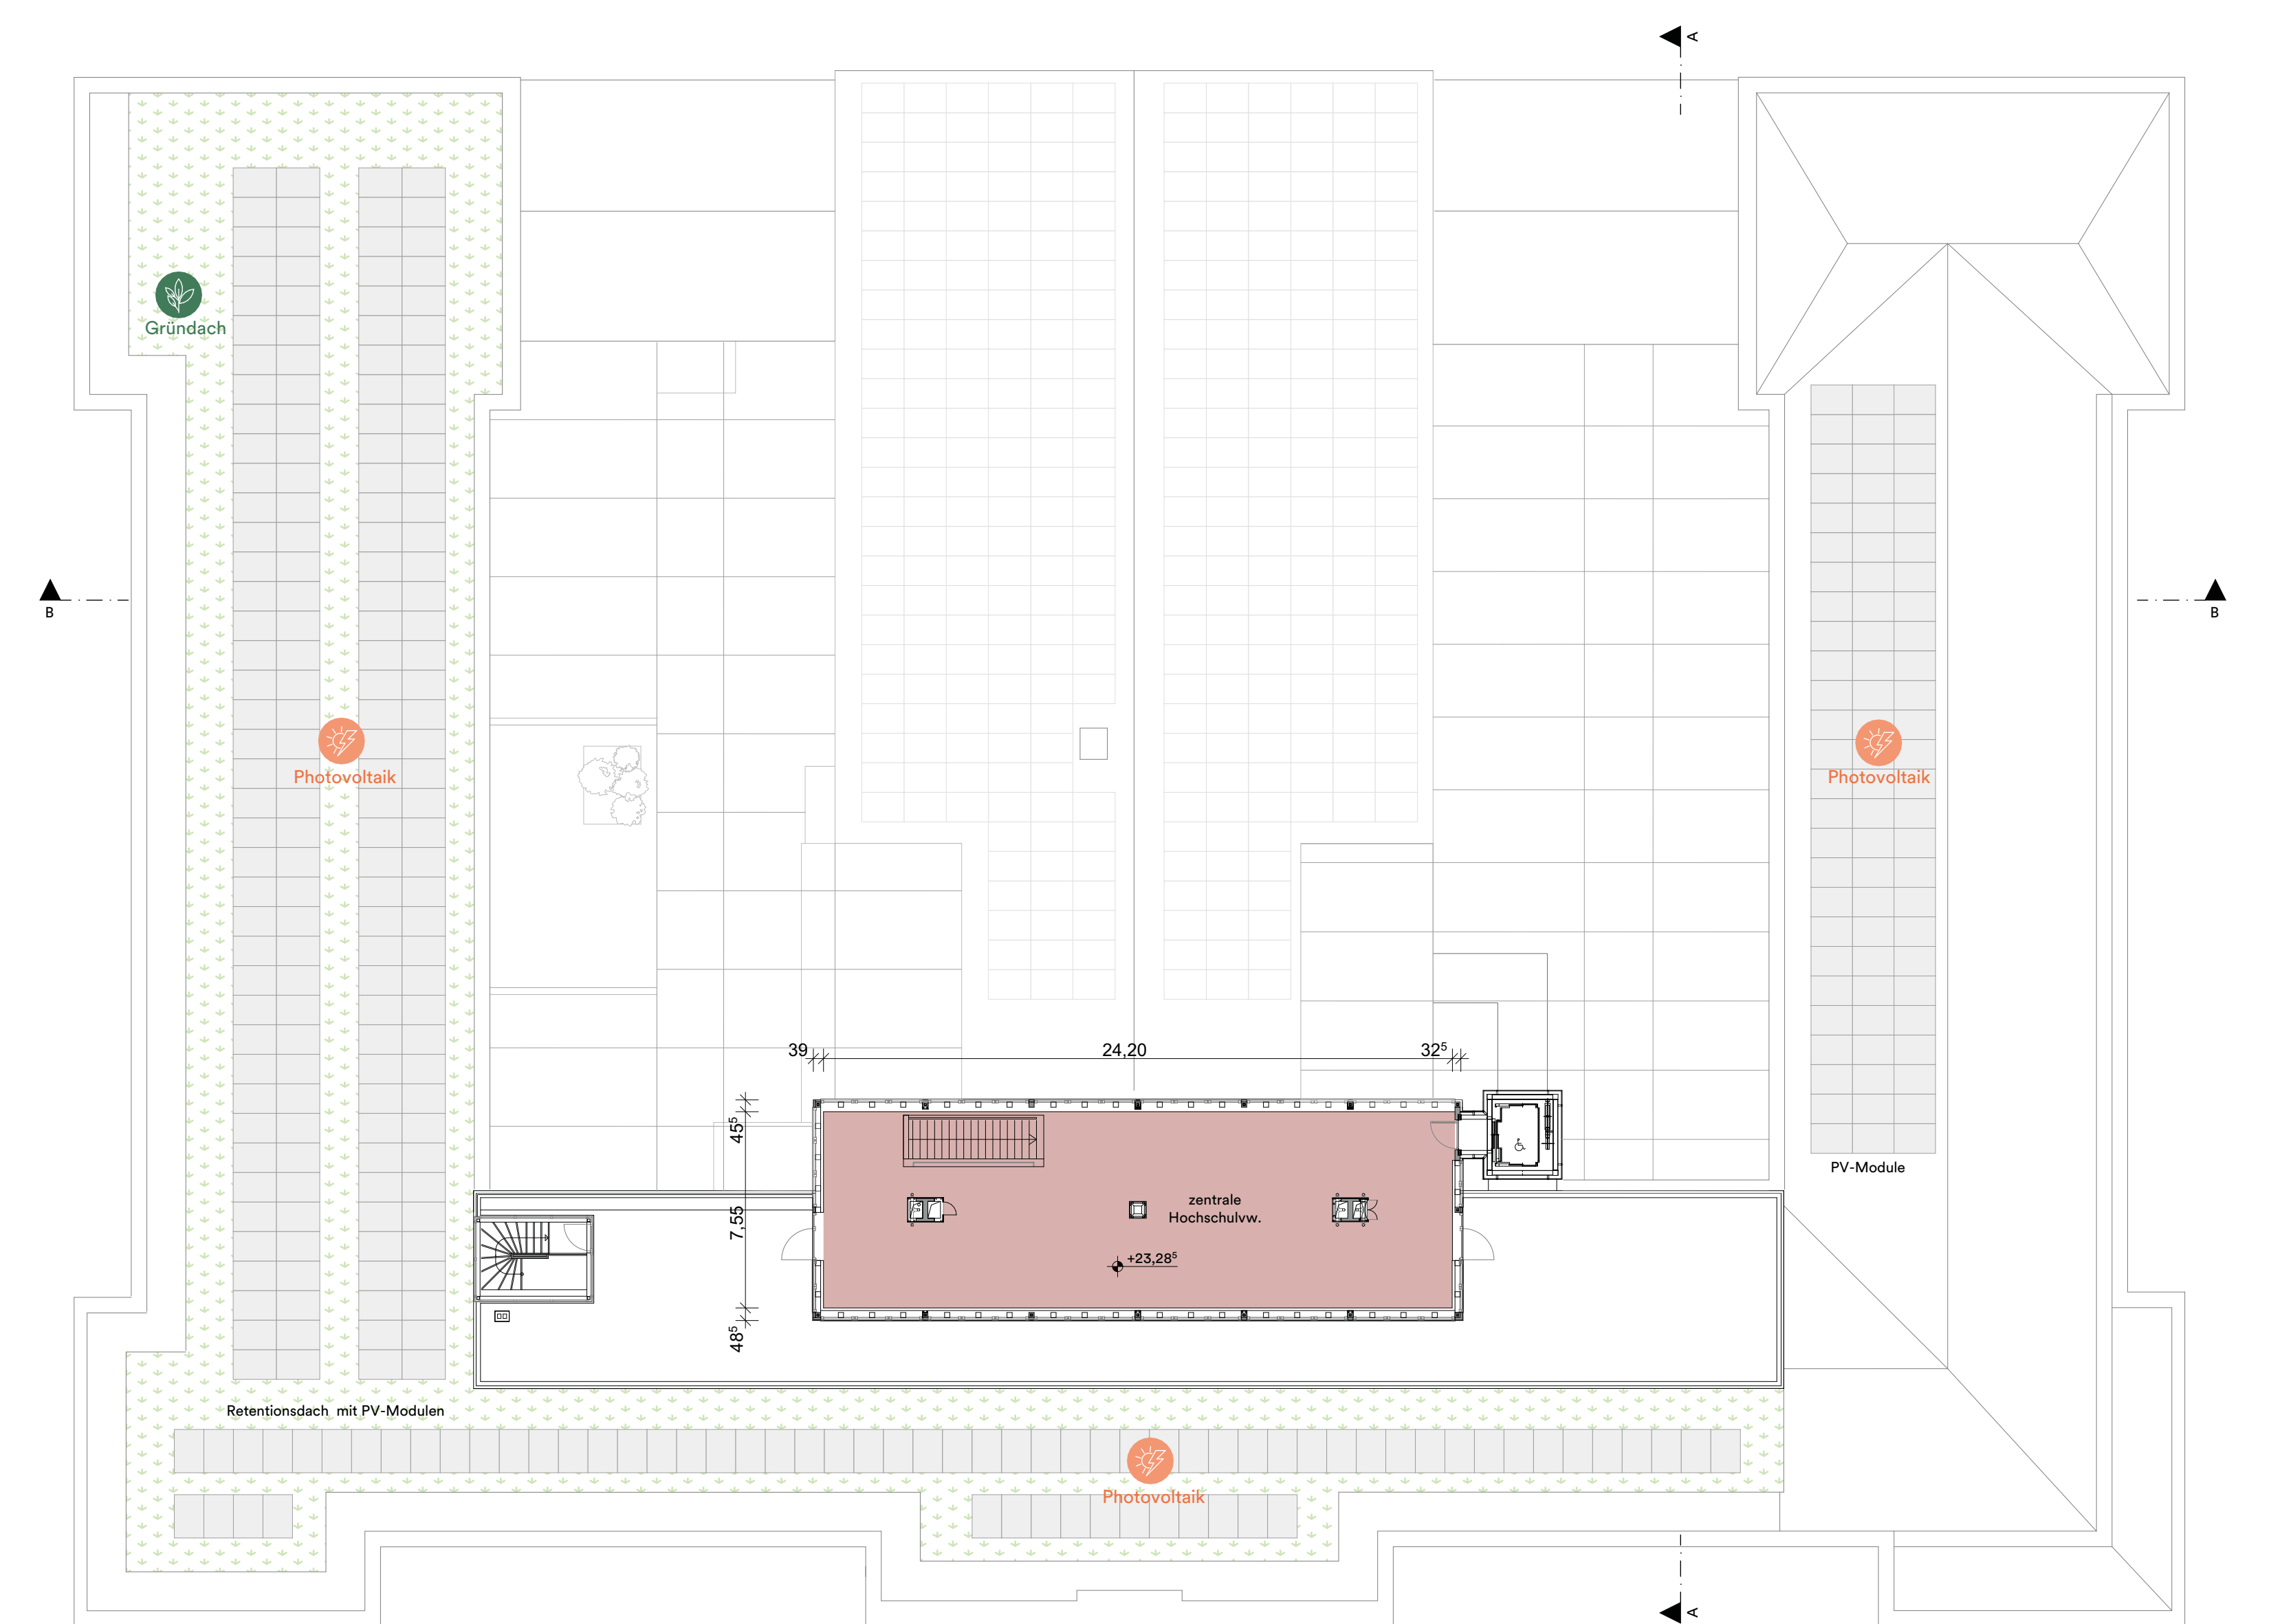 A
Gründach
B
B
Photovoltaik
Photovoltaik
39
24,20
32⁵
45⁵
PV-Module
zentrale
Hochschulvw.
7,55
+23,28⁵
48⁵
Retentionsdach mit PV-Modulen
Photovoltaik
A